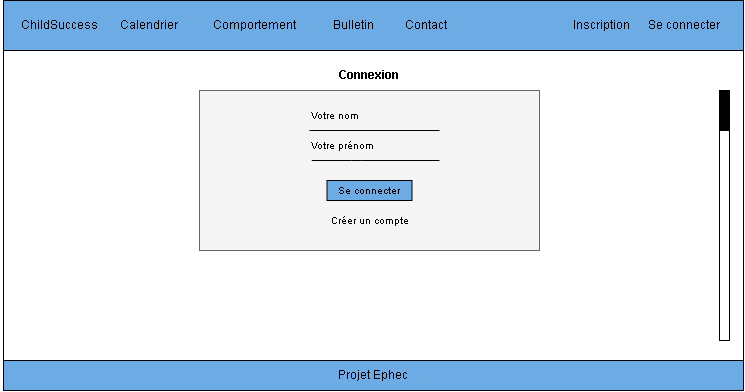 ChildSuccess Calendrier Comportement Bulletin Contact Inscription Se connecter
Connexion
Votre nom
Votre prénom
Se connecter
Créer un compte
Projet Ephec